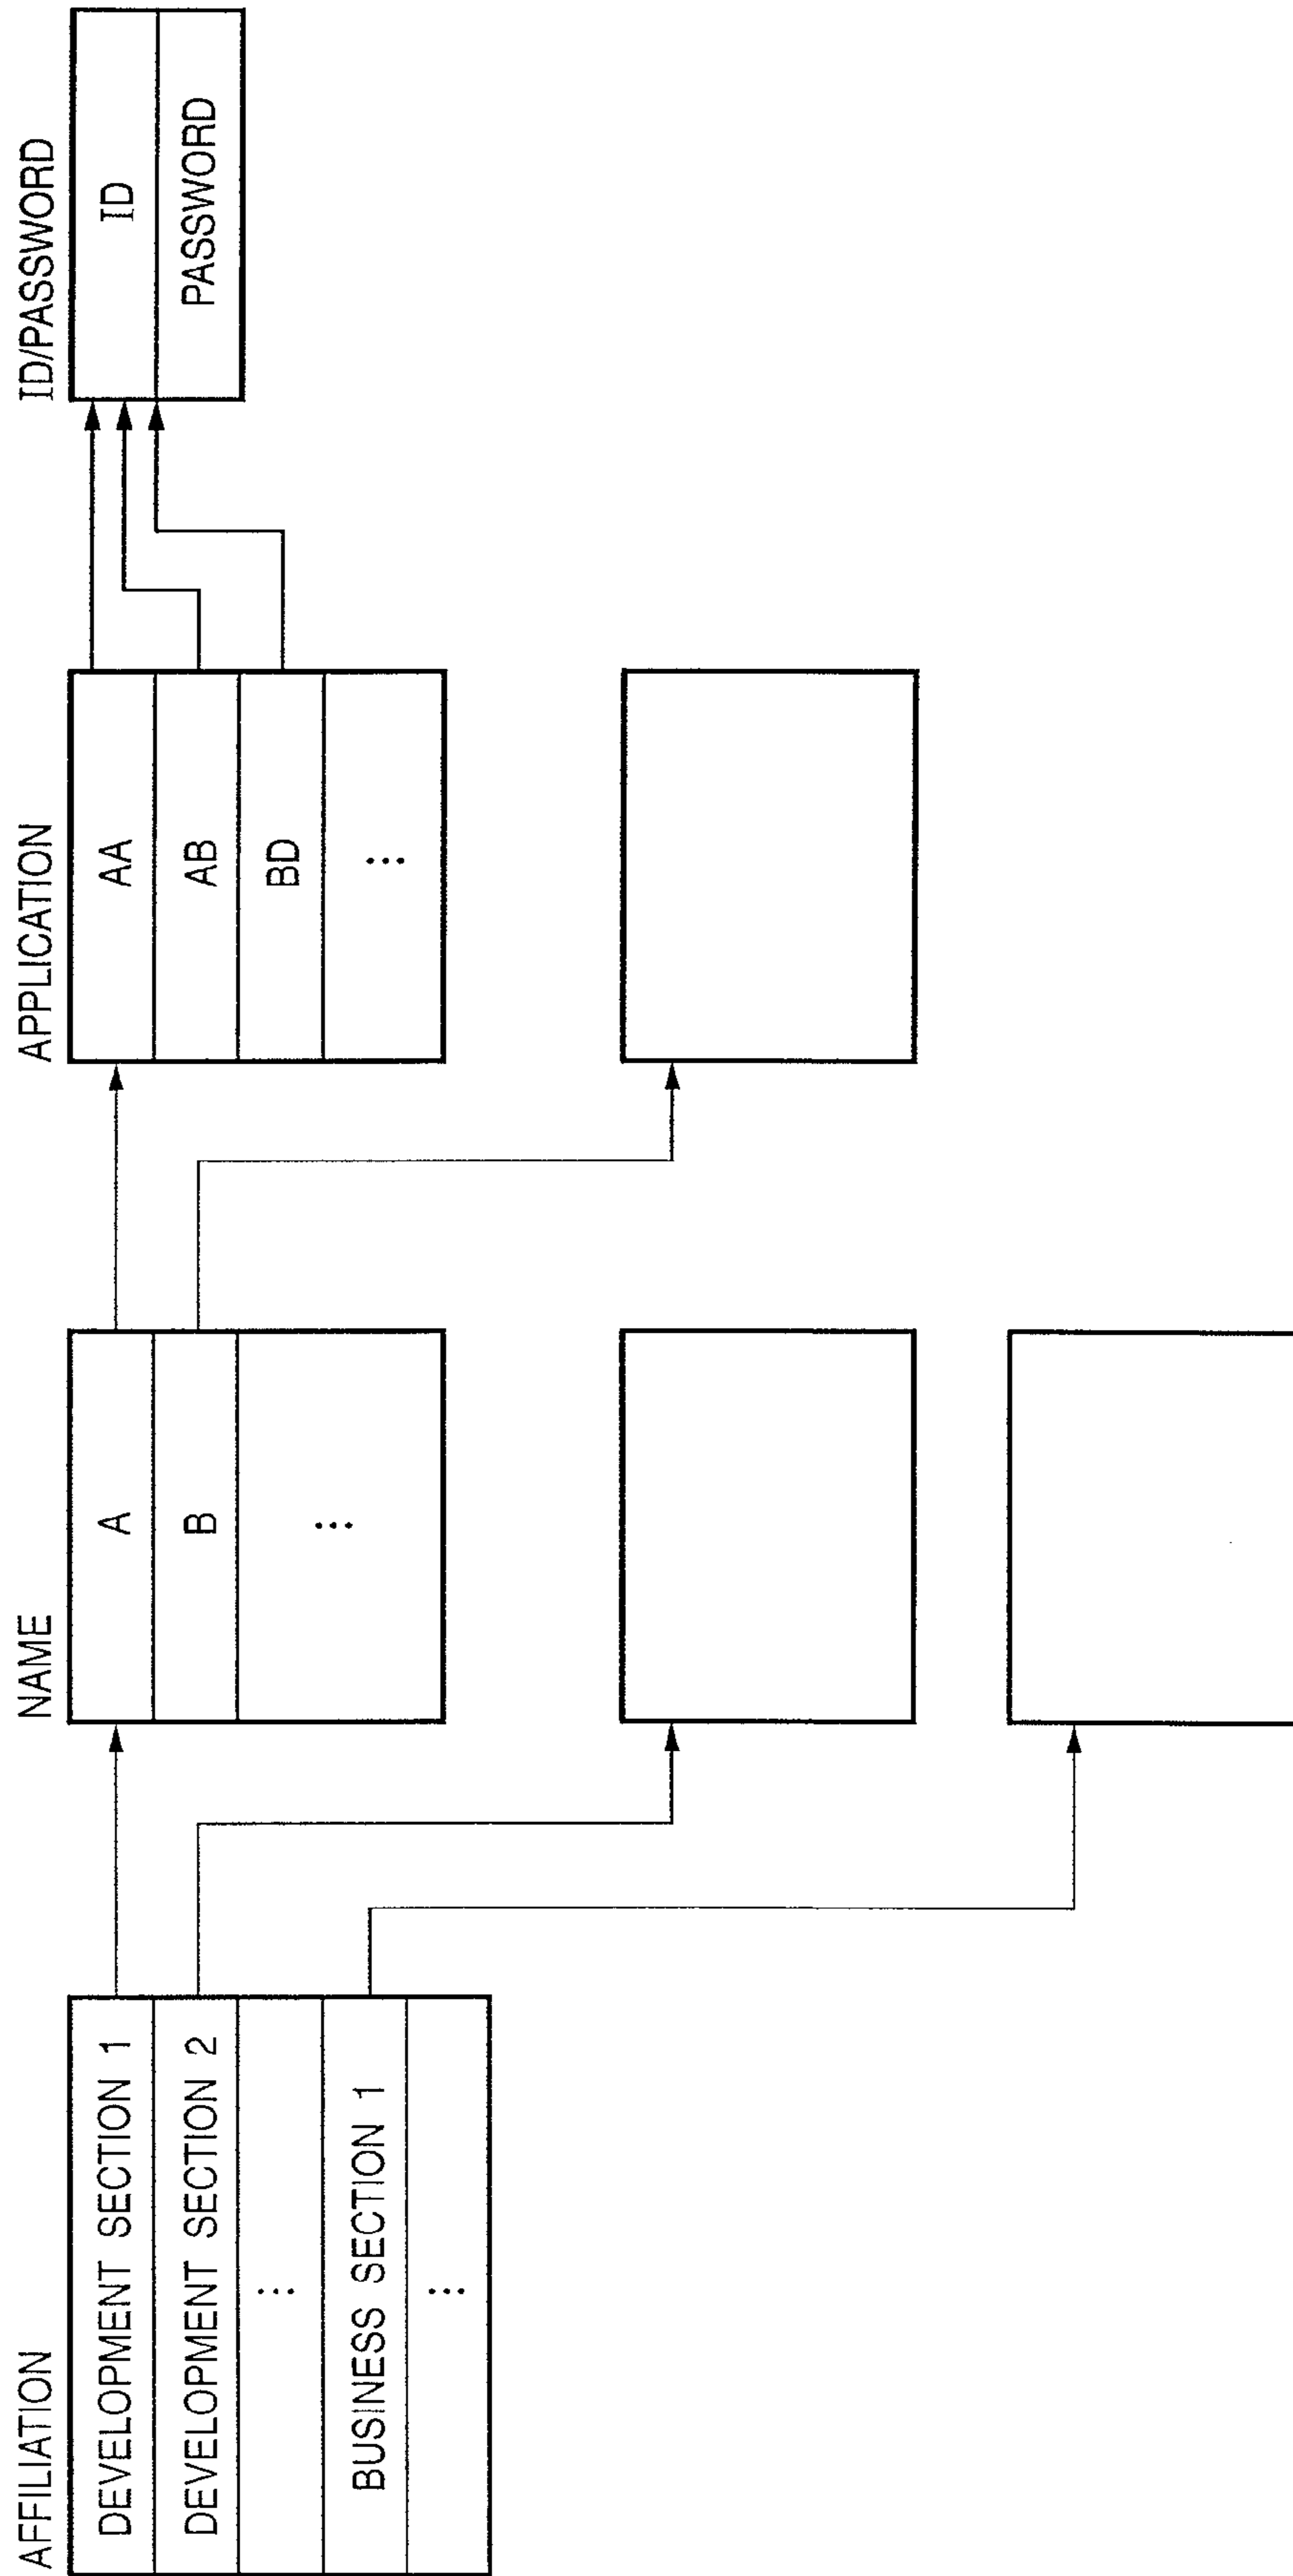 AFFILIATION
DEVELOPMENT SECTION 1
DEVELOPMENT SECTION 2
⋮
BUSINESS SECTION 1
⋮
NAME
A
B
⋮
APPLICATION
AA
AB
BD
⋮
ID/PASSWORD
ID
PASSWORD